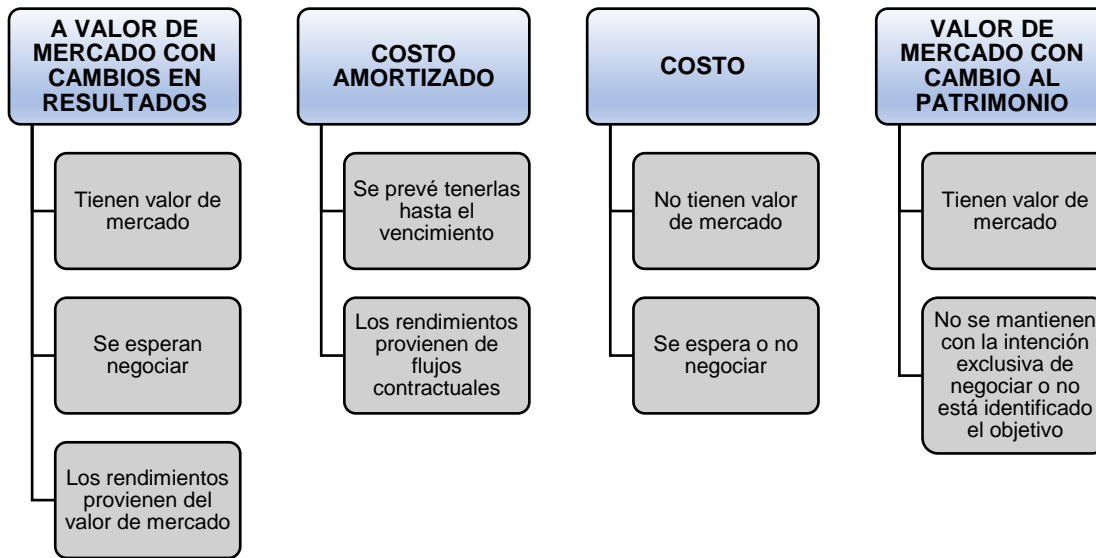 A VALOR DE
MERCADO CON
CAMBIOS EN
RESULTADOS
Tienen valor de
mercado
Se esperan
negociar
Los rendimientos
provienen del
valor de mercado
COSTO
AMORTIZADO
Se prevé tenerlas
hasta el
vencimiento
Los rendimientos
provienen de
flujos
contractuales
COSTO
No tienen valor
de mercado
Se espera o no
negociar
VALOR DE
MERCADO CON
CAMBIO AL
PATRIMONIO
Tienen valor de
mercado
No se mantienen
con la intención
exclusiva de
negociar o no
está identificado
el objetivo